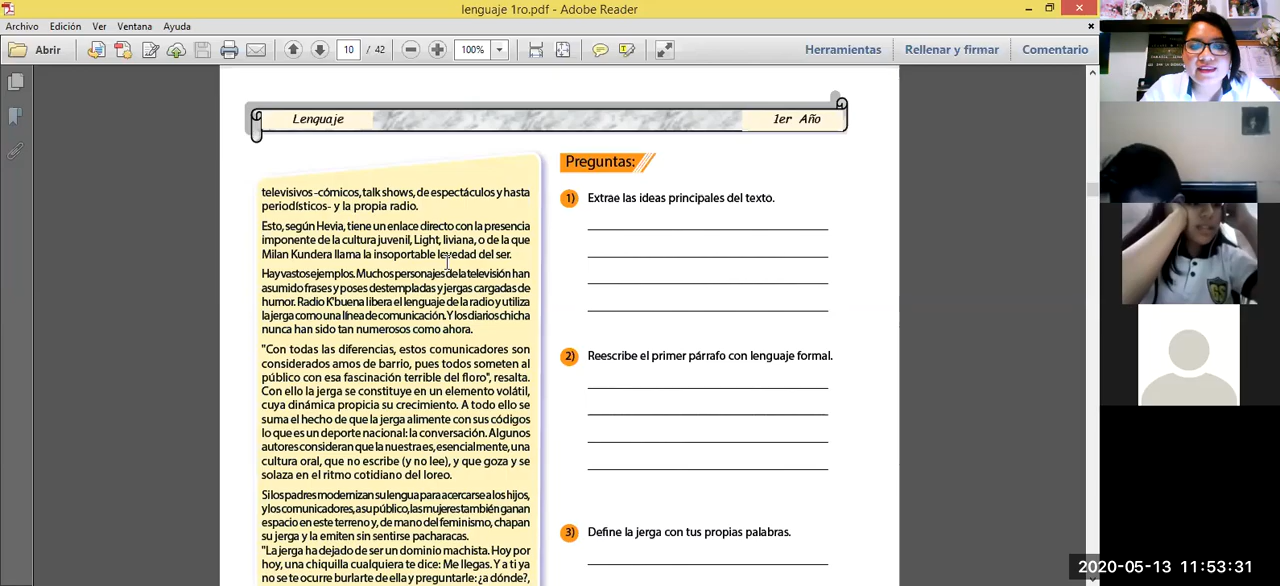 lenguaje 1ro.pdf - Adobe Reader
Archivo Edición Ver Ventana Ayuda
Abrir 10 / 42 100% Herramientas Rellenar y firmar Comentario
Lenguaje 1er Año
televisivos -cómicos, talk shows, de espectáculos y hasta
periodísticos- y la propia radio.
Esto, según Hevia, tiene un enlace directo con la presencia
imponente de la cultura juvenil, Light, liviana, o de la que
Milan Kundera llama la insoportable levedad del ser.
Hay vastos ejemplos. Muchos personajes de la televisión han
asumido frases y poses destempladas y jergas cargadas de
humor. Radio K'buena libera el lenguaje de la radio y utiliza
la jerga como una línea de comunicación. Y los diarios chicha
nunca han sido tan numerosos como ahora.
"Con todas las diferencias, estos comunicadores son
considerados amos de barrio, pues todos someten al
público con esa fascinación terrible del floro", resalta.
Con ello la jerga se constituye en un elemento volátil,
cuya dinámica propicia su crecimiento. A todo ello se
suma el hecho de que la jerga alimente con sus códigos
lo que es un deporte nacional: la conversación. Algunos
autores consideran que la nuestra es, esencialmente, una
cultura oral, que no escribe (y no lee), y que goza y se
solaza en el ritmo cotidiano del loreo.
Si los padres modernizan su lengua para acercarse a los hijos,
y los comunicadores, a su público, las mujeres también ganan
espacio en este terreno y, de mano del feminismo, chapan
su jerga y la emiten sin sentirse pacharacas.
"La jerga ha dejado de ser un dominio machista. Hoy por
hoy, una chiquilla cualquiera te dice: Me llegas. Y a ti ya
no se te ocurre burlarte de ella y preguntarle: ¿a dónde?,
Preguntas:
1) Extrae las ideas principales del texto.
2) Reescribe el primer párrafo con lenguaje formal.
3) Define la jerga con tus propias palabras.
GS
2020-05-13 11:53:31